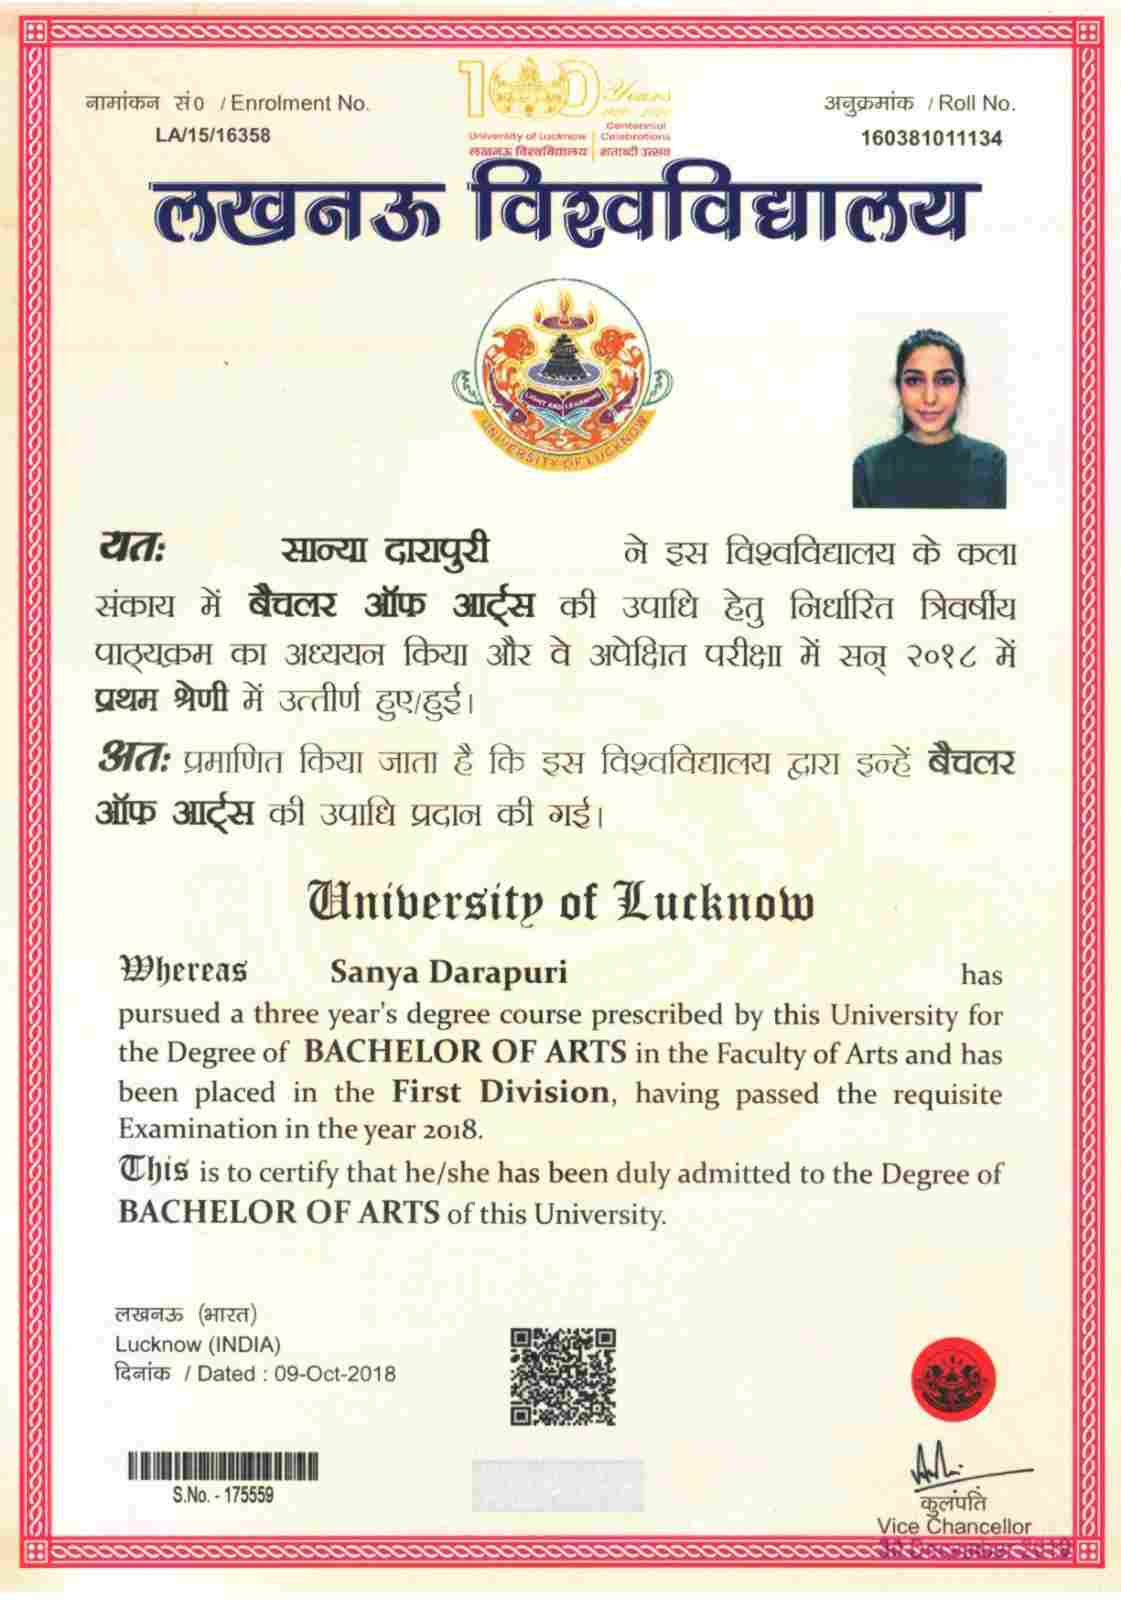 नामांकन सं0 / Enrolment No.
LA/15/16358
100 Years
University of Lucknow
लखनऊ विश्वविद्यालय
Centennial
Celebrations
शताब्दी उत्सव
अनुक्रमांक / Roll No.
160381011134
लखनऊ विश्वविद्यालय
LIGHT AND LEARNING
UNIVERSITY OF LUCKNOW
यतः सान्या दारापुरी ने इस विश्वविद्यालय के कला
संकाय में बैचलर ऑफ आर्ट्स की उपाधि हेतु निर्धारित त्रिवर्षीय
पाठ्यक्रम का अध्ययन किया और वे अपेक्षित परीक्षा में सन् २०१८ में
प्रथम श्रेणी में उत्तीर्ण हुए/हुई।
अतः प्रमाणित किया जाता है कि इस विश्वविद्यालय द्वारा इन्हें बैचलर
ऑफ आर्ट्स की उपाधि प्रदान की गई।
University of Lucknow
Whereas Sanya Darapuri has
pursued a three year's degree course prescribed by this University for
the Degree of BACHELOR OF ARTS in the Faculty of Arts and has
been placed in the First Division, having passed the requisite
Examination in the year 2018.
This is to certify that he/she has been duly admitted to the Degree of
BACHELOR OF ARTS of this University.
लखनऊ (भारत)
Lucknow (INDIA)
दिनांक / Dated : 09-Oct-2018
S.No. - 175559
कुलपति
Vice Chancellor
30 December 2019